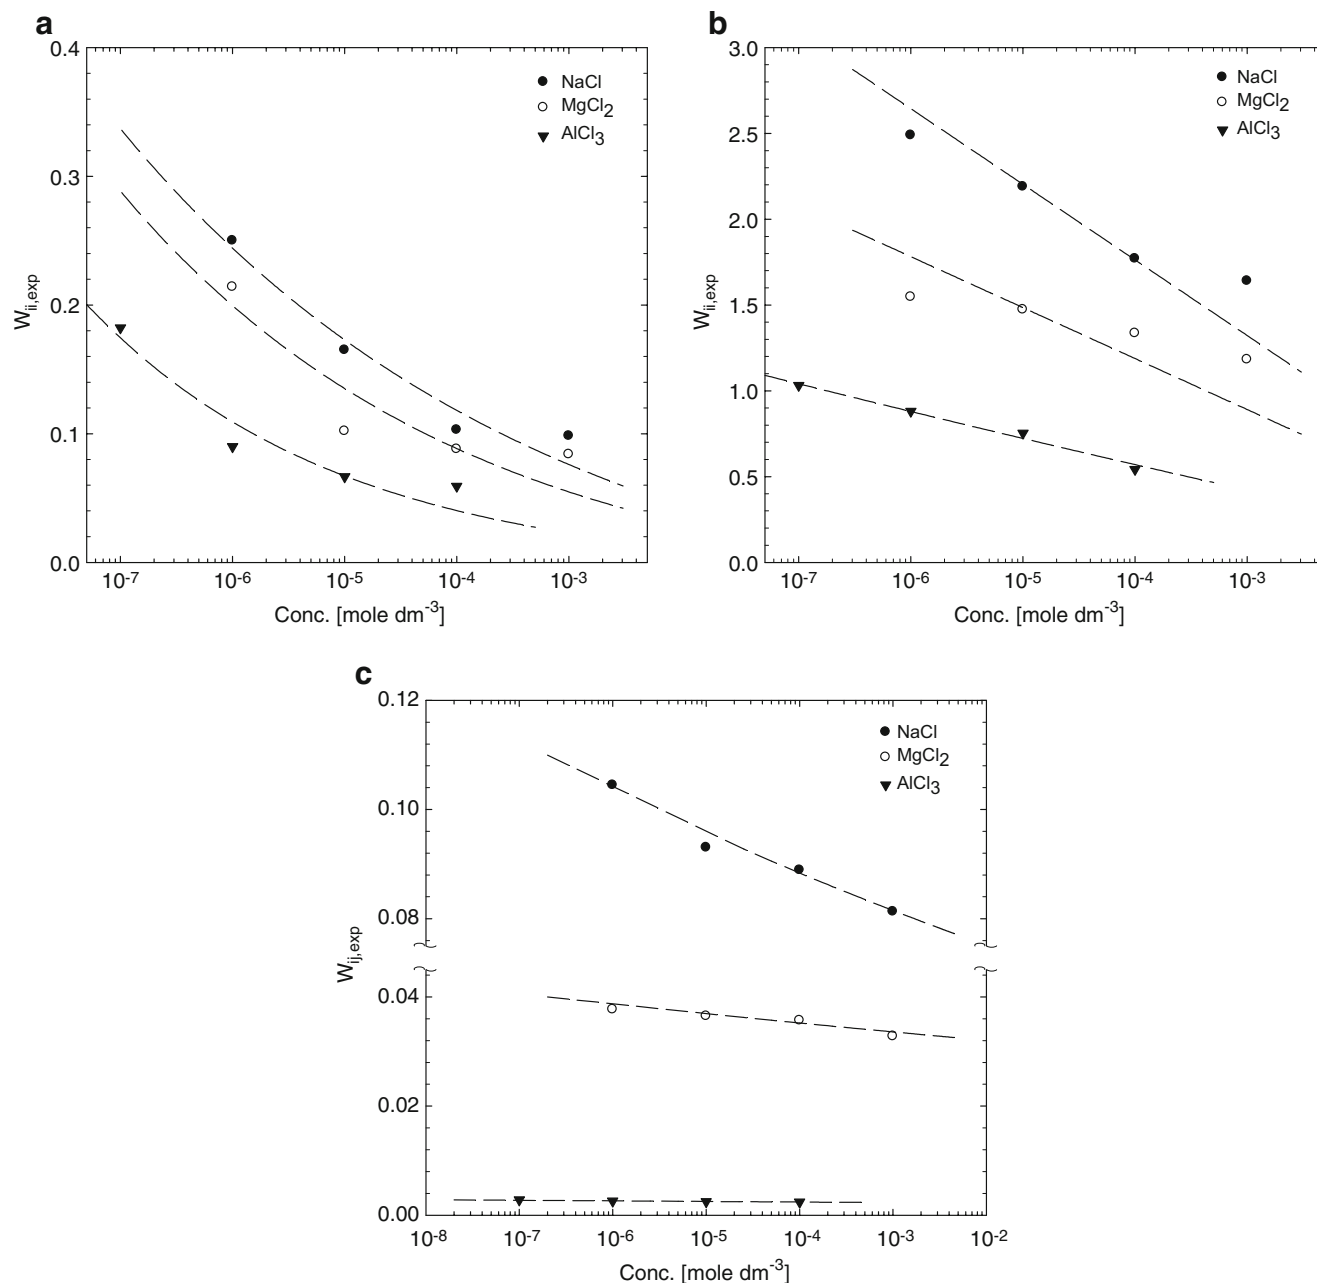 a
0.4
0.3
0.2
0.1
0.0
W_ii,exp
NaCl
MgCl2
AlCl3
10^-7 10^-6 10^-5 10^-4 10^-3
Conc. [mole dm^-3]
b
3.0
2.5
2.0
1.5
1.0
0.5
0.0
W_ii,exp
NaCl
MgCl2
AlCl3
10^-7 10^-6 10^-5 10^-4 10^-3
Conc. [mole dm^-3]
c
0.12
0.10
0.08
0.04
0.02
0.00
W_ij,exp
NaCl
MgCl2
AlCl3
10^-8 10^-7 10^-6 10^-5 10^-4 10^-3 10^-2
Conc. [mole dm^-3]